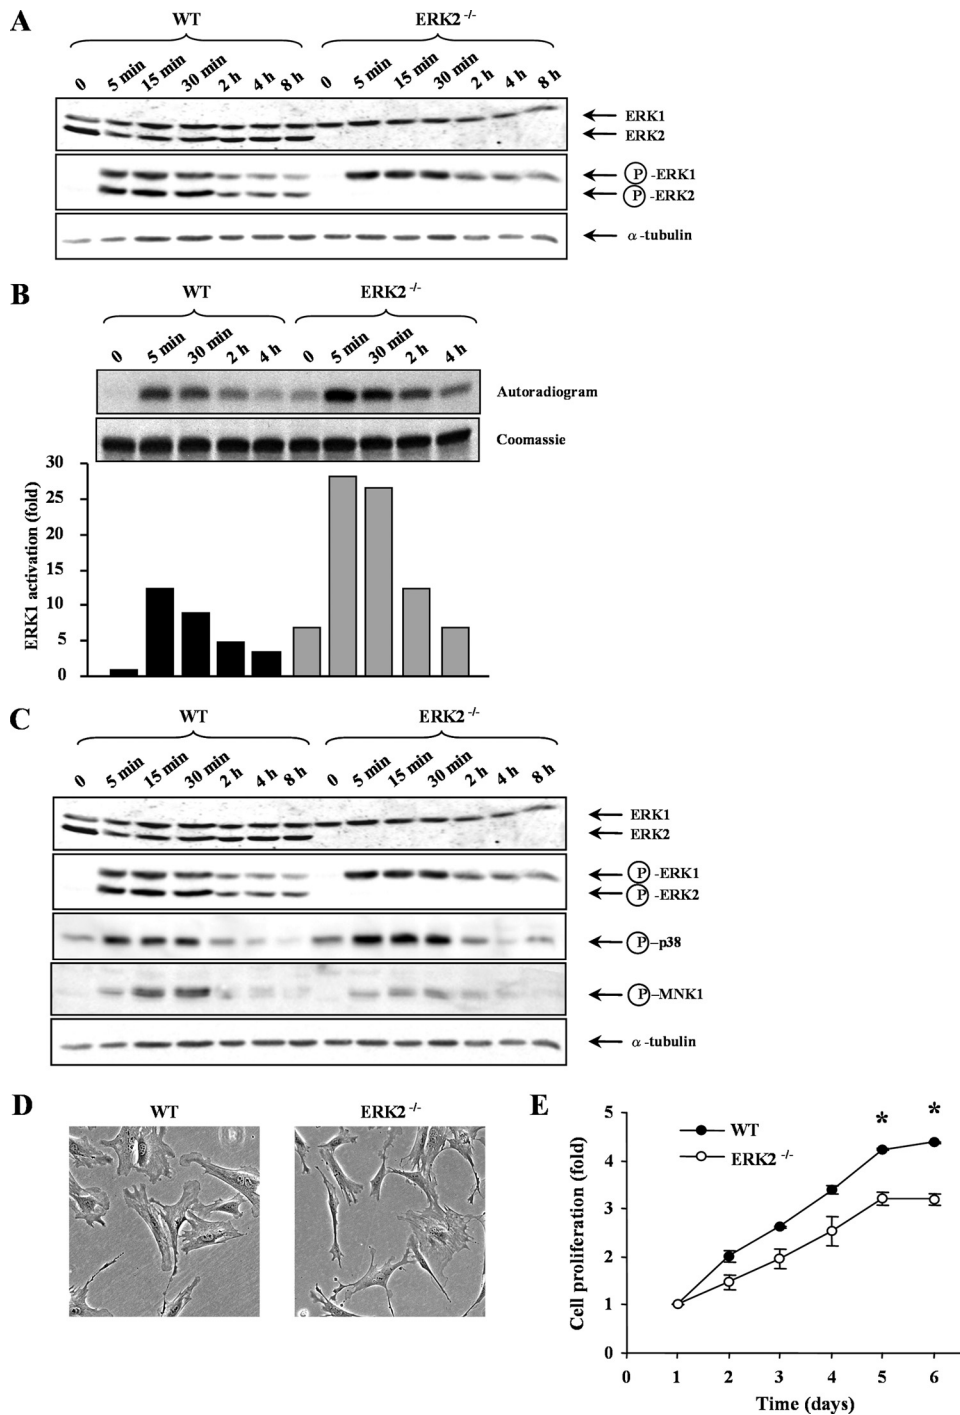 A
WT ERK2 -/-
0 5 min 15 min 30 min 2 h 4 h 8 h 0 5 min 15 min 30 min 2 h 4 h 8 h
ERK1
ERK2
P -ERK1
P -ERK2
α-tubulin
B
WT ERK2 -/-
0 5 min 30 min 2 h 4 h 0 5 min 30 min 2 h 4 h
Autoradiogram
Coomassie
ERK1 activation (fold)
30
25
20
15
10
5
0
C
WT ERK2 -/-
0 5 min 15 min 30 min 2 h 4 h 8 h 0 5 min 15 min 30 min 2 h 4 h 8 h
ERK1
ERK2
P -ERK1
P -ERK2
P –p38
P –MNK1
α-tubulin
D
WT ERK2 -/-
E
Cell proliferation (fold)
5
4
3
2
1
0
WT
ERK2 -/-
* *
0 1 2 3 4 5 6
Time (days)